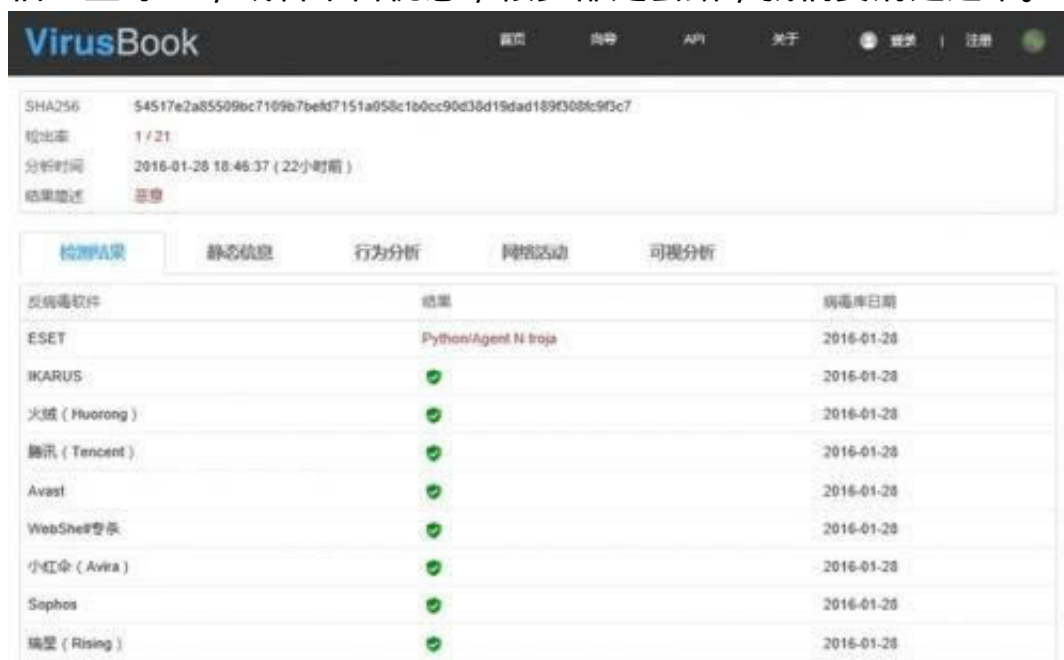 VirusBook 首页 向导 API 关于 登录 | 注册
SHA256 54517e2a85509bc7109b7befd7151a058c1b0cc90d38d19dad189f308fc9f3c7
检出率 1 / 21
分析时间 2016-01-28 18:46:37 ( 22小时前 )
结果简述 恶意
检测结果 静态信息 行为分析 网络活动 可视分析
反病毒软件 结果 病毒库日期
ESET Python/Agent N troja 2016-01-28
IKARUS 2016-01-28
火绒 ( Huorong ) 2016-01-28
腾讯 ( Tencent ) 2016-01-28
Avast 2016-01-28
WebShell专杀 2016-01-28
小红伞 ( Avira ) 2016-01-28
Sophos 2016-01-28
瑞星 ( Rising ) 2016-01-28